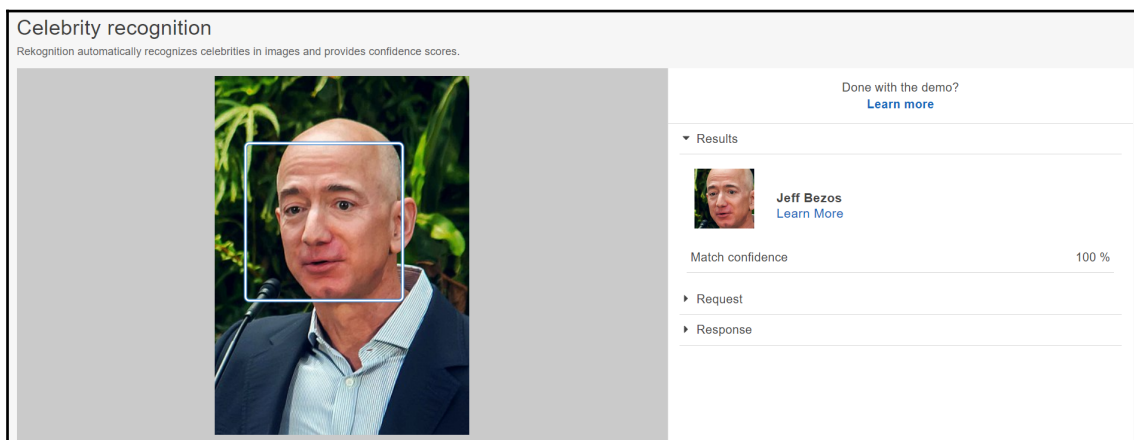 Celebrity recognition
Rekognition automatically recognizes celebrities in images and provides confidence scores.
Done with the demo?
Learn more
Results
Jeff Bezos
Learn More
Match confidence 100 %
Request
Response